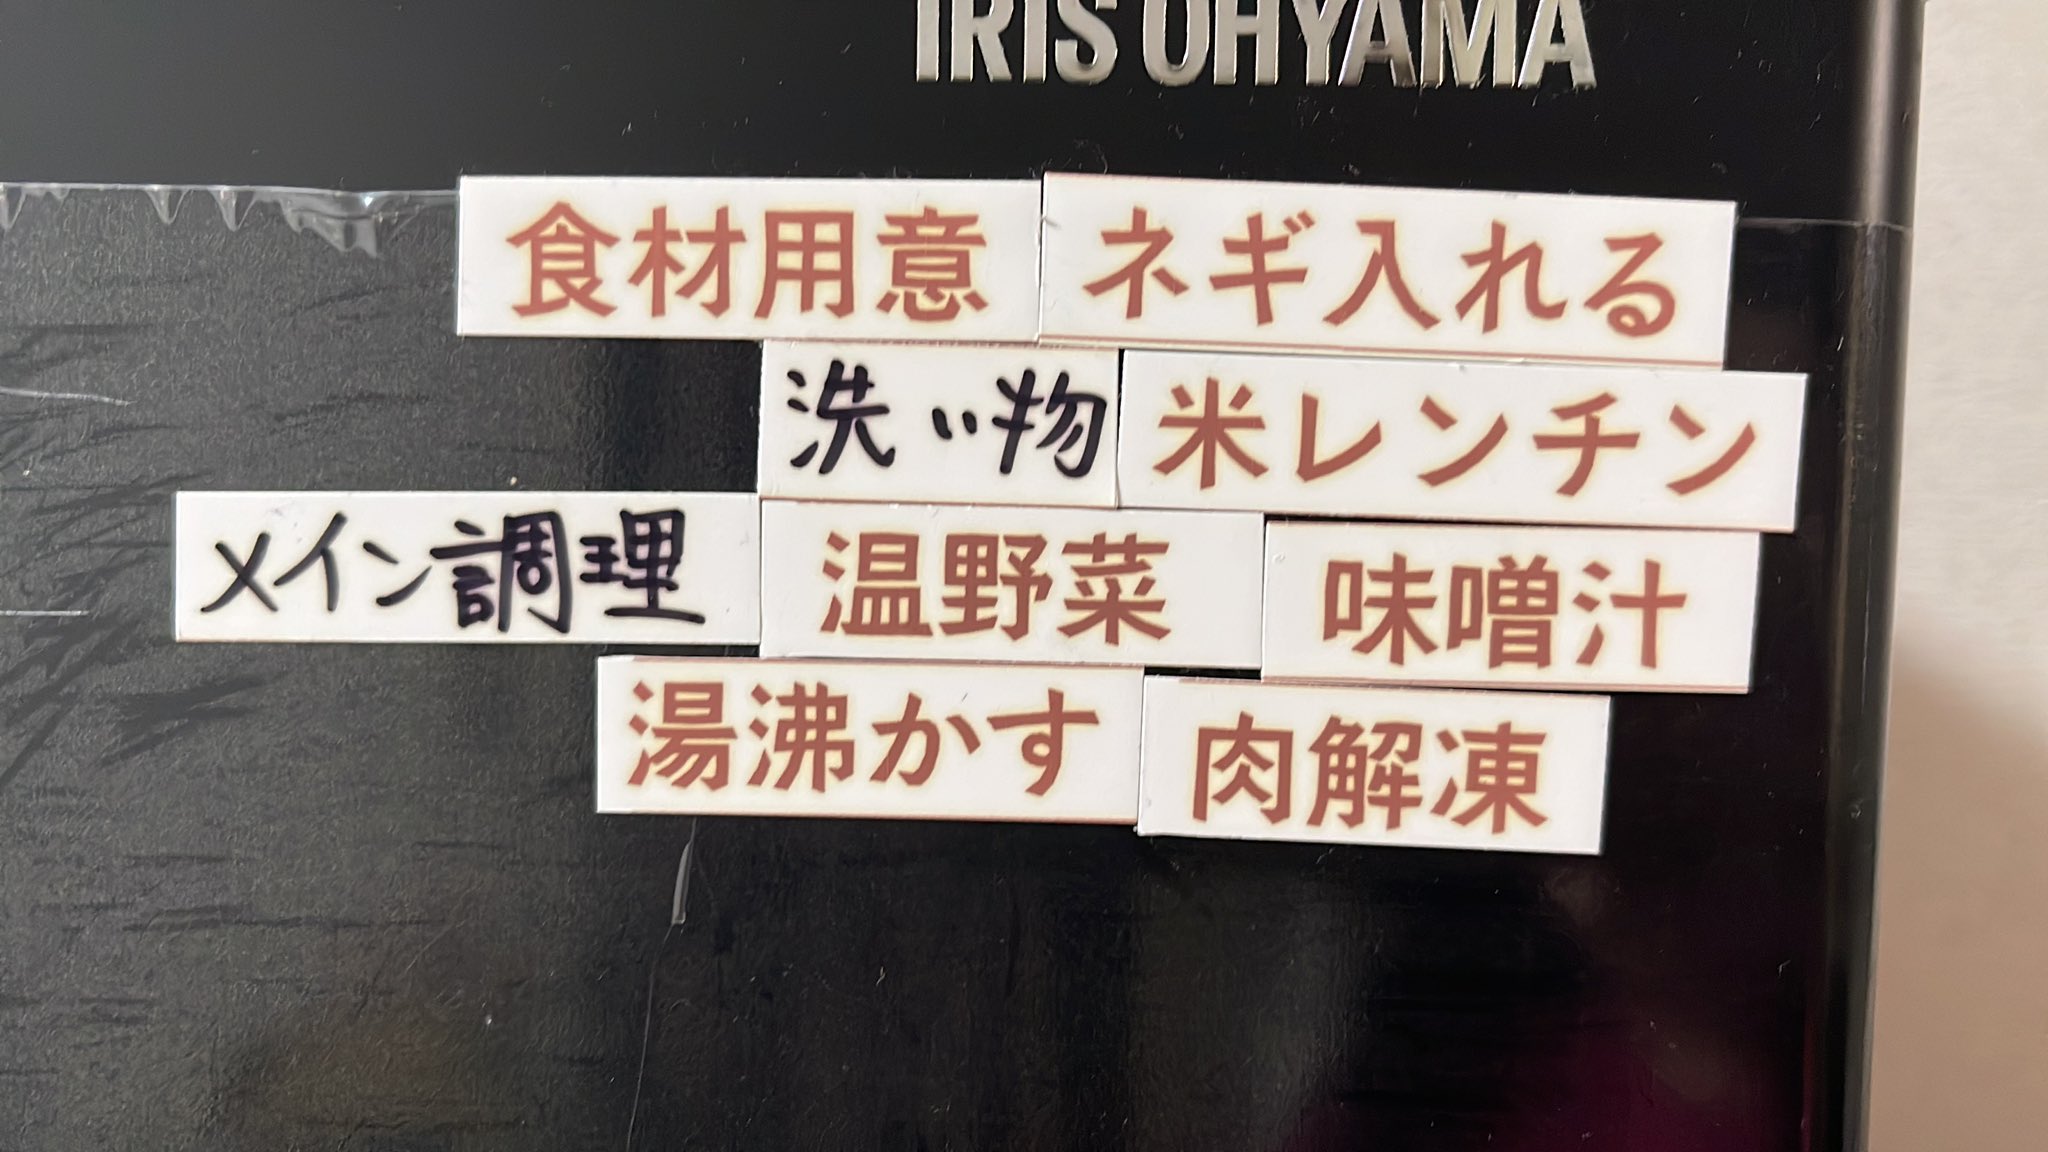 IRIS OHYAMA
食材用意 ネギ入れる
洗い物 米レンチン
メイン調理 温野菜 味噌汁
湯沸かす 肉解凍